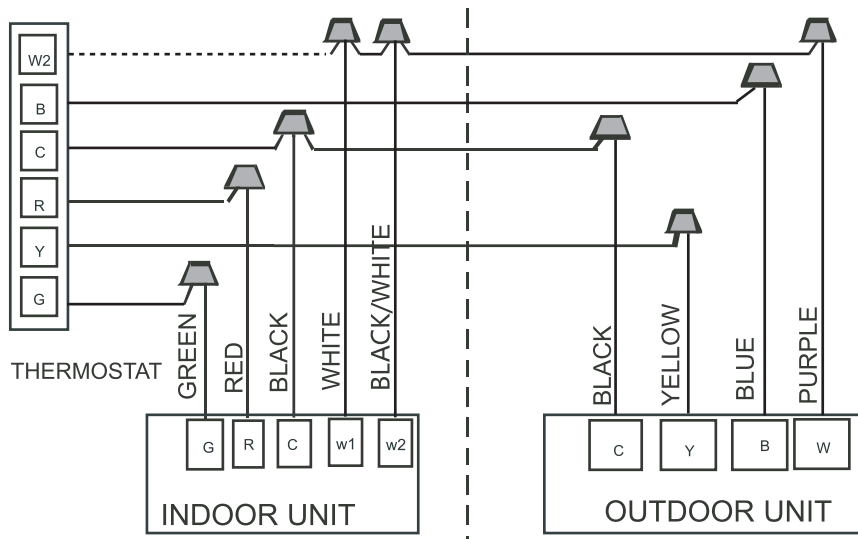 W2
B
C
R
Y
G
THERMOSTAT
GREEN
RED
BLACK
WHITE
BLACK/WHITE
BLACK
YELLOW
BLUE
PURPLE
G R C w1 w2
C Y B W
INDOOR UNIT
OUTDOOR UNIT